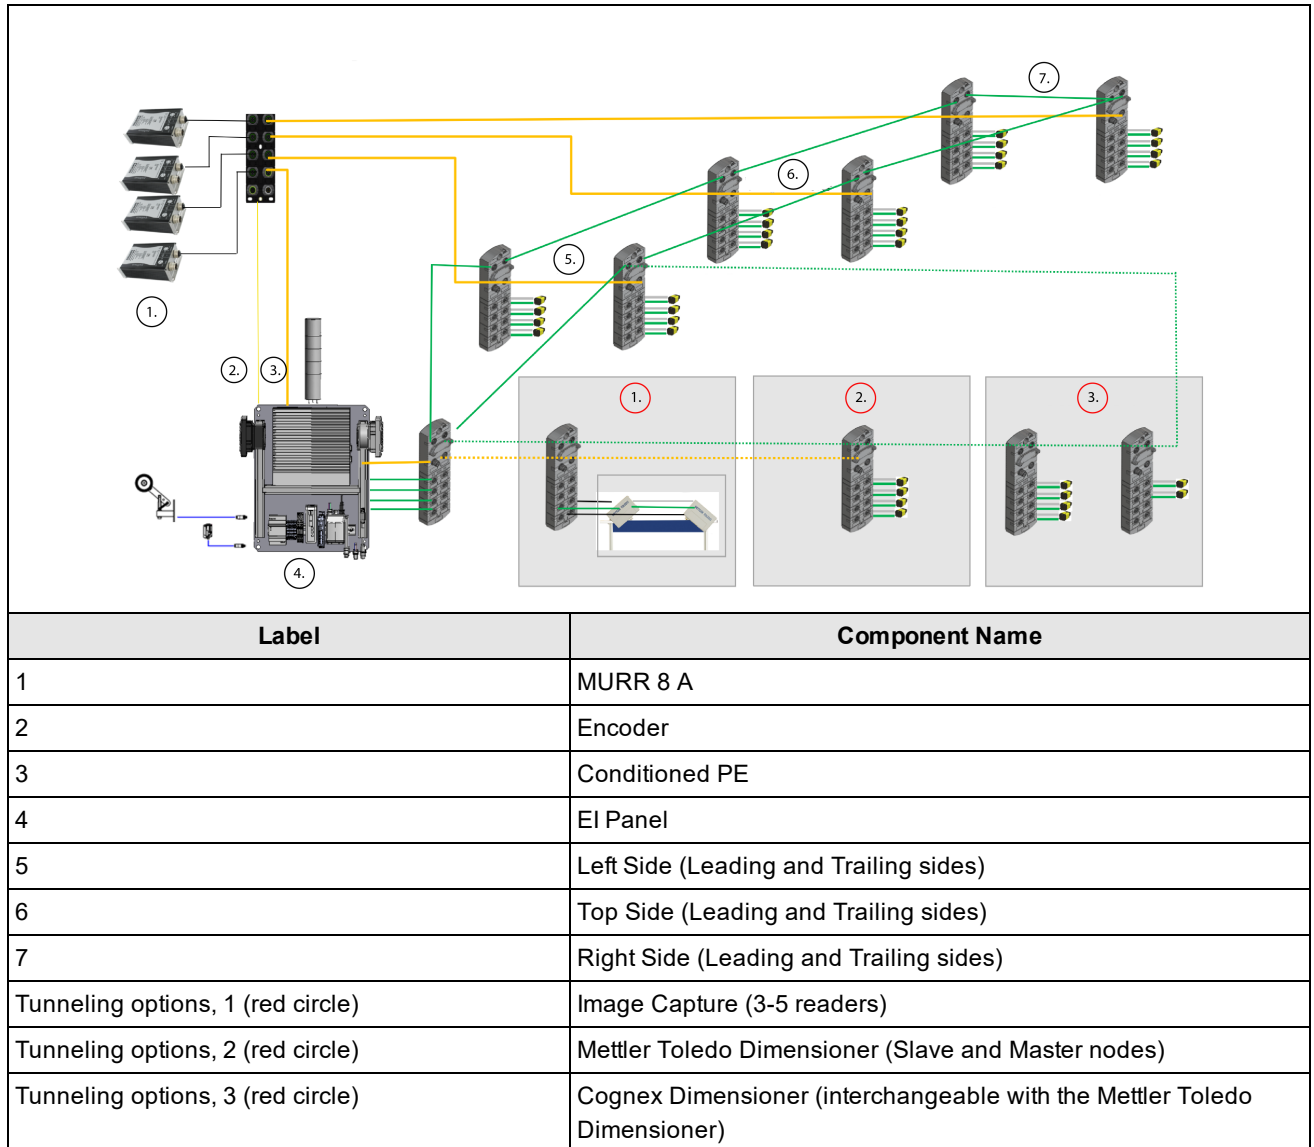 7.
6.
5.
1.
2.
3.
1.
2.
3.
4.
Label Component Name
1 MURR 8 A
2 Encoder
3 Conditioned PE
4 EI Panel
5 Left Side (Leading and Trailing sides)
6 Top Side (Leading and Trailing sides)
7 Right Side (Leading and Trailing sides)
Tunneling options, 1 (red circle) Image Capture (3-5 readers)
Tunneling options, 2 (red circle) Mettler Toledo Dimensioner (Slave and Master nodes)
Tunneling options, 3 (red circle) Cognex Dimensioner (interchangeable with the Mettler Toledo
Dimensioner)